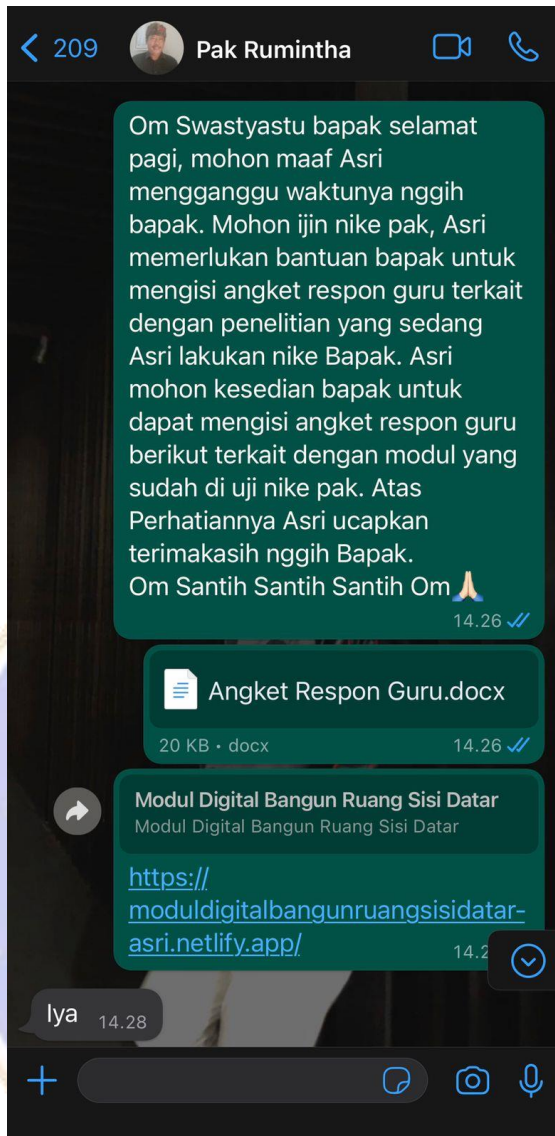 209
Pak Rumintha
Om Swastyastu bapak selamat
pagi, mohon maaf Asri
mengganggu waktunya nggih
bapak. Mohon ijin nike pak, Asri
memerlukan bantuan bapak untuk
mengisi angket respon guru terkait
dengan penelitian yang sedang
Asri lakukan nike Bapak. Asri
mohon kesedian bapak untuk
dapat mengisi angket respon guru
berikut terkait dengan modul yang
sudah di uji nike pak. Atas
Perhatiannya Asri ucapkan
terimakasih nggih Bapak.
Om Santih Santih Santih Om🙏🏻
14.26
Angket Respon Guru.docx
20 KB • docx 14.26
Modul Digital Bangun Ruang Sisi Datar
Modul Digital Bangun Ruang Sisi Datar
https://
moduldigitalbangunruangsisidatar-
asri.netlify.app/
Iya 14.28